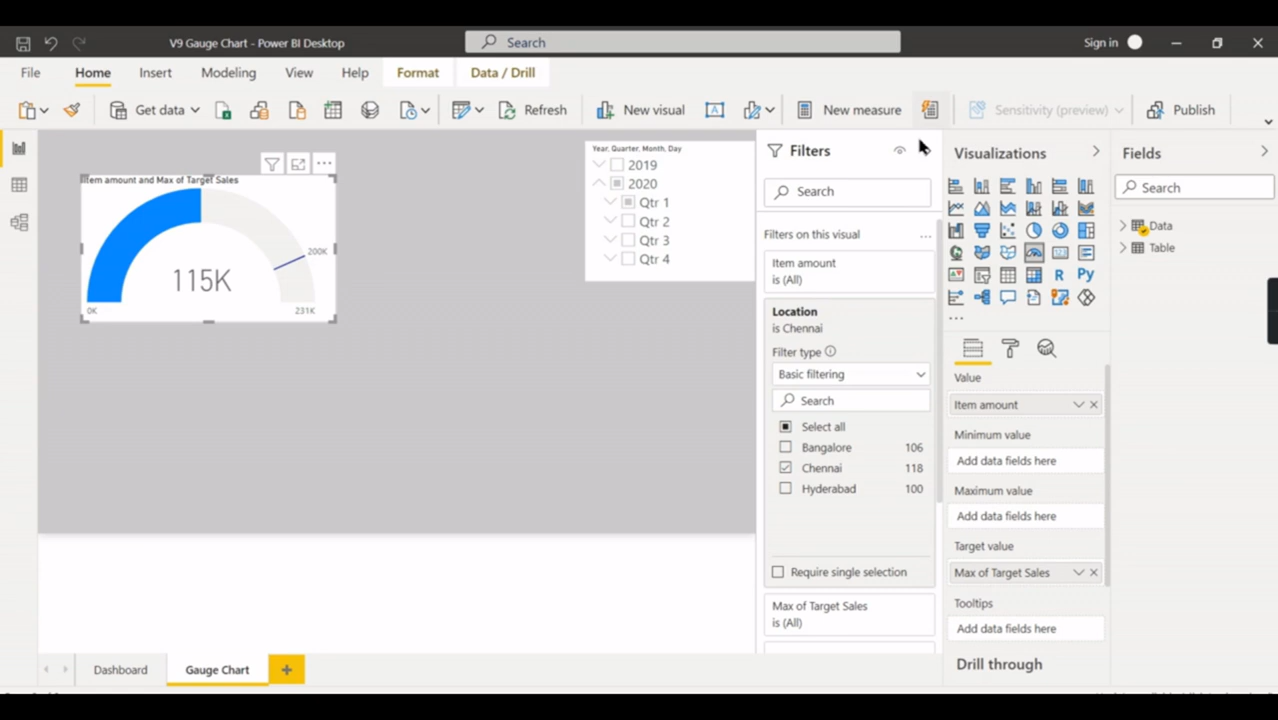 V9 Gauge Chart - Power BI Desktop
Search
Sign in
File
Home
Insert
Modeling
View
Help
Format
Data / Drill
Get data
Refresh
New visual
New measure
Sensitivity (preview)
Publish
Item amount and Max of Target Sales
200K
115K
0K
231K
Year, Quarter, Month, Day
2019
2020
Qtr 1
Qtr 2
Qtr 3
Qtr 4
Filters
Search
Filters on this visual
Item amount
is (All)
Location
is Chennai
Filter type
Basic filtering
Search
Select all
Bangalore 106
Chennai 118
Hyderabad 100
Require single selection
Max of Target Sales
is (All)
Visualizations
R
Py
Value
Item amount
Minimum value
Add data fields here
Maximum value
Add data fields here
Target value
Max of Target Sales
Tooltips
Add data fields here
Drill through
Fields
Search
Data
Table
Dashboard
Gauge Chart